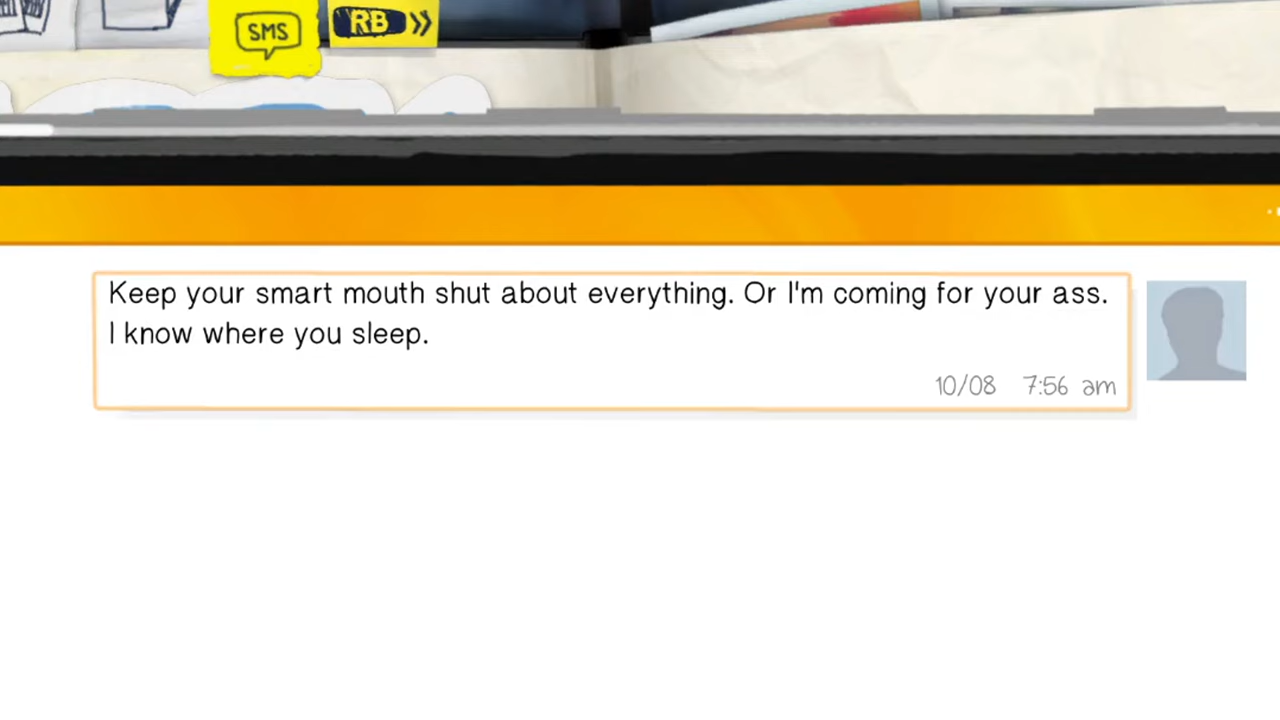 SMS
RB
Keep your smart mouth shut about everything. Or I'm coming for your ass.
I know where you sleep.
10/08 7:56 am